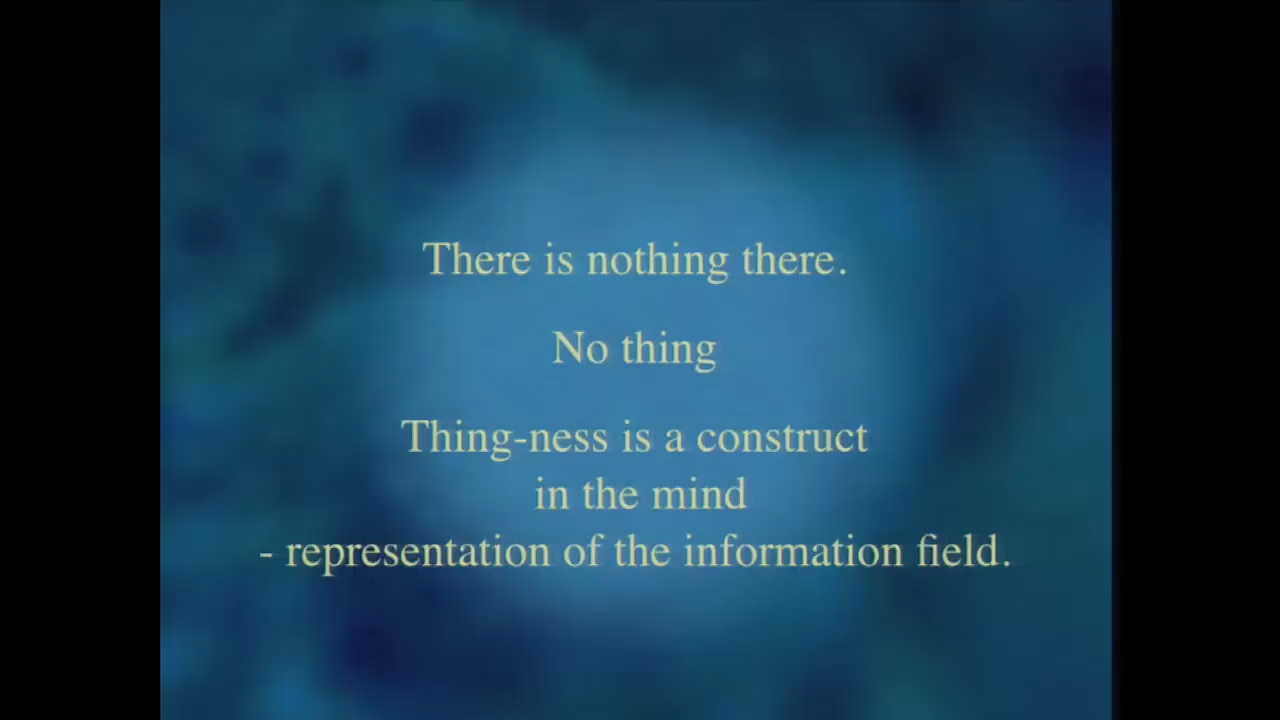 There is nothing there.
No thing
Thing-ness is a construct
in the mind
- representation of the information field.